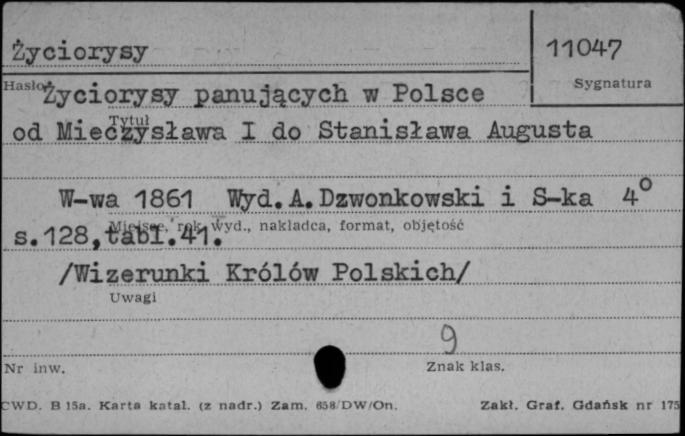 Życiorysy
11047
Hasło
Sygnatura
Życiorysy panujących w Polsce
Tytuł
od Mieczysława I do Stanisława Augusta
W-wa 1861 Wyd. A. Dzwonkowski i S-ka 4°
Miejsce, rok wyd., nakładca, format, objętość
s.128, tabl.41.
/Wizerunki Królów Polskich/
Uwagi
9
Nr inw.
Znak klas.
CWD. B 15a. Karta katal. (z nadr.) Zam. 658/DW/On.
Zakł. Graf. Gdańsk nr 175